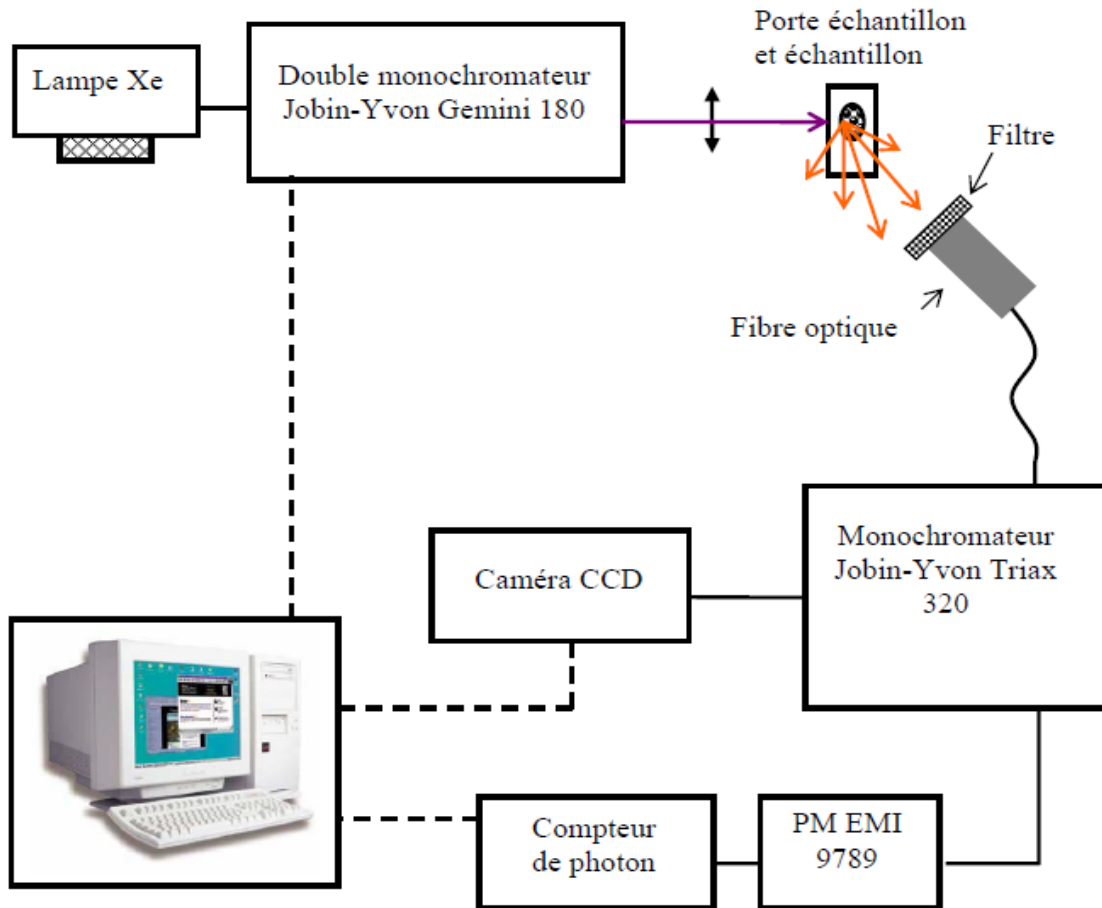 Porte échantillon
et échantillon
Lampe Xe
Double monochromateur
Jobin-Yvon Gemini 180
Filtre
Fibre optique
Monochromateur
Jobin-Yvon Triax
320
Caméra CCD
Compteur
de photon
PM EMI
9789